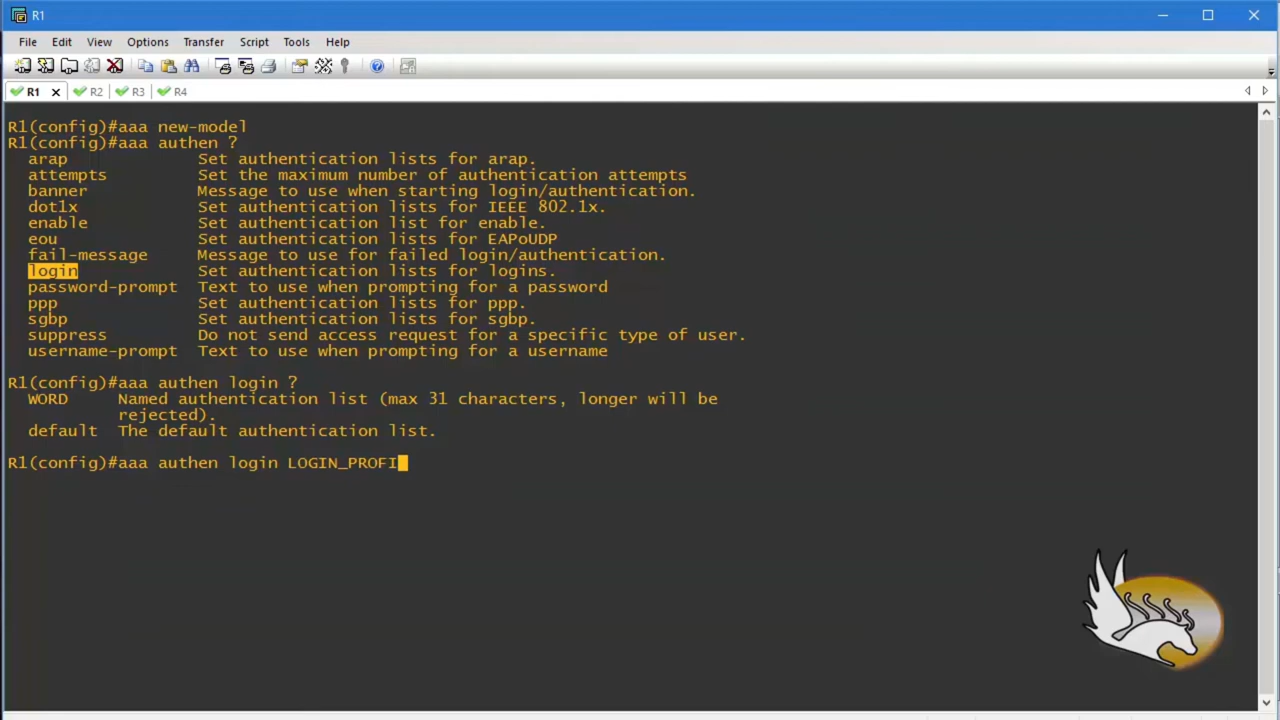 R1
File Edit View Options Transfer Script Tools Help
R1 R2 R3 R4
R1(config)#aaa new-model
R1(config)#aaa authen ?
arap Set authentication lists for arap.
attempts Set the maximum number of authentication attempts
banner Message to use when starting login/authentication.
dot1x Set authentication lists for IEEE 802.1x.
enable Set authentication list for enable.
eou Set authentication lists for EAPoUDP
fail-message Message to use for failed login/authentication.
login Set authentication lists for logins.
password-prompt Text to use when prompting for a password
ppp Set authentication lists for ppp.
sgbp Set authentication lists for sgbp.
suppress Do not send access request for a specific type of user.
username-prompt Text to use when prompting for a username
R1(config)#aaa authen login ?
WORD Named authentication list (max 31 characters, longer will be
rejected).
default The default authentication list.
R1(config)#aaa authen login LOGIN_PROFI